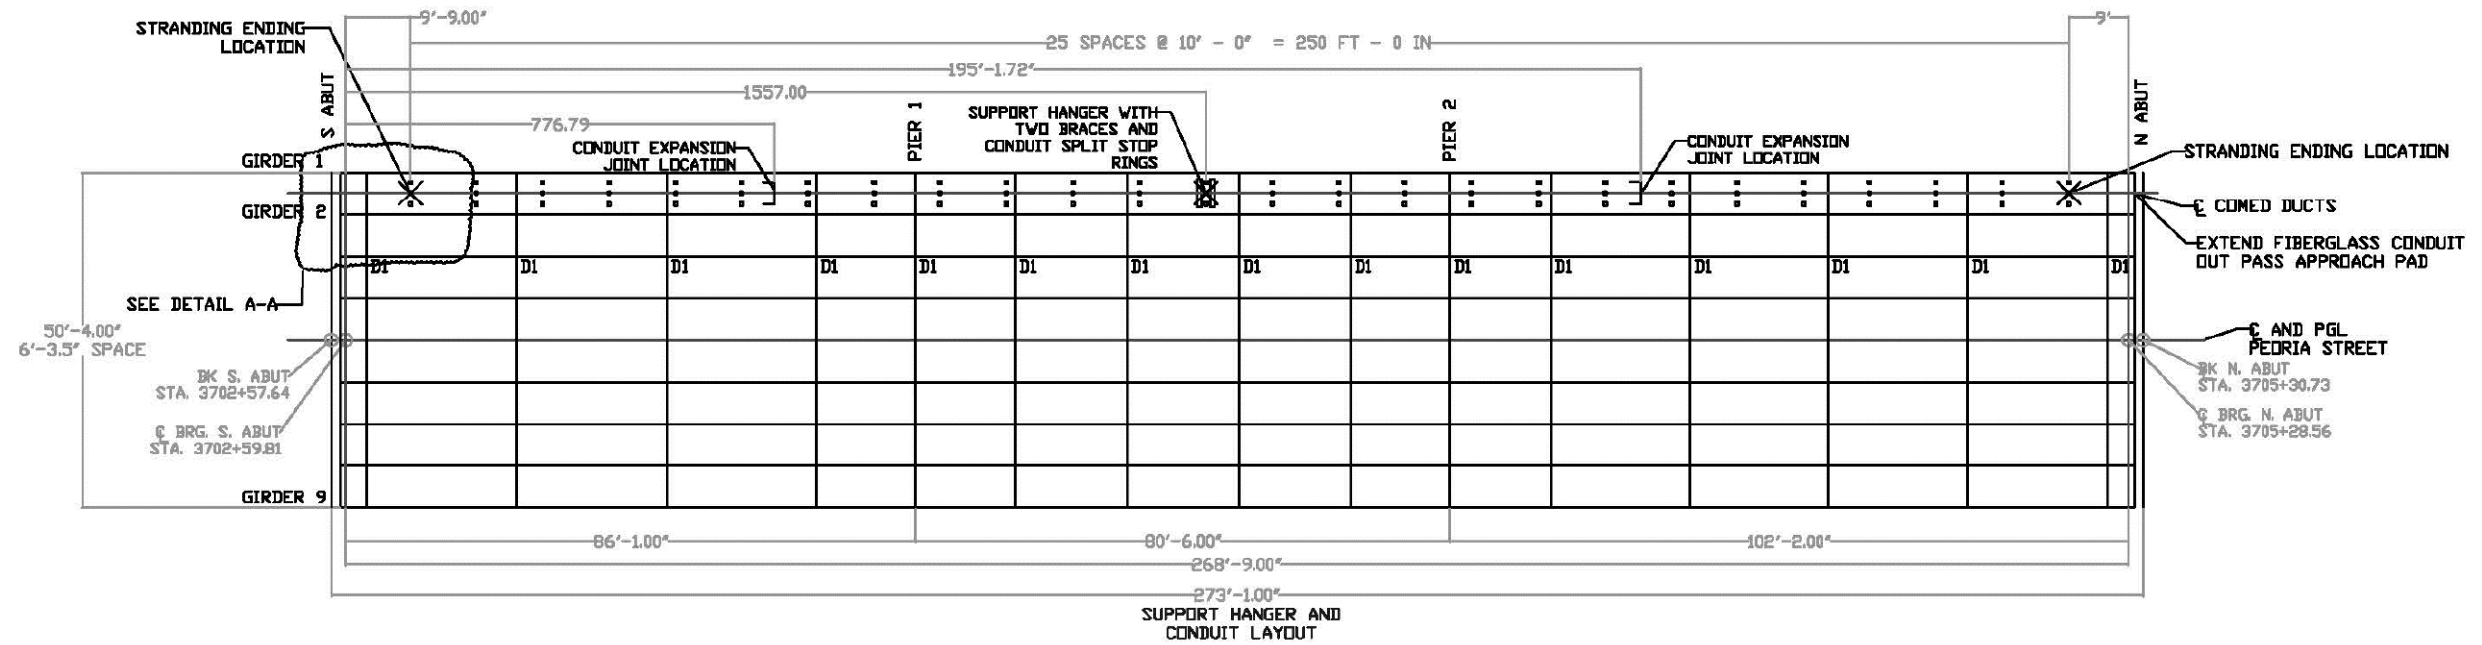 9'-9.00"
9'
STRANDING ENDING
LOCATION
25 SPACES @ 10' - 0" = 250 FT - 0 IN
195'-1.72"
1557.00
776.79
S ABUT
PIER 1
PIER 2
N ABUT
SUPPORT HANGER WITH
TWO BRACES AND
CONDUIT SPLIT STOP
RINGS
CONDUIT EXPANSION
JOINT LOCATION
CONDUIT EXPANSION
JOINT LOCATION
STRANDING ENDING LOCATION
GIRDER 1
GIRDER 2
℄ COMED DUCTS
EXTEND FIBERGLASS CONDUIT
OUT PASS APPROACH PAD
D1 D1 D1 D1 D1 D1 D1 D1 D1 D1 D1 D1 D1 D1 D1
SEE DETAIL A-A
50'-4.00"
6'-3.5" SPACE
℄ AND PGL
PEORIA STREET
BK S. ABUT
STA. 3702+57.64
BK N. ABUT
STA. 3705+30.73
℄ BRG. S. ABUT
STA. 3702+59.81
℄ BRG. N. ABUT
STA. 3705+28.56
GIRDER 9
86'-1.00"
80'-6.00"
102'-2.00"
268'-9.00"
273'-1.00"
SUPPORT HANGER AND
CONDUIT LAYOUT